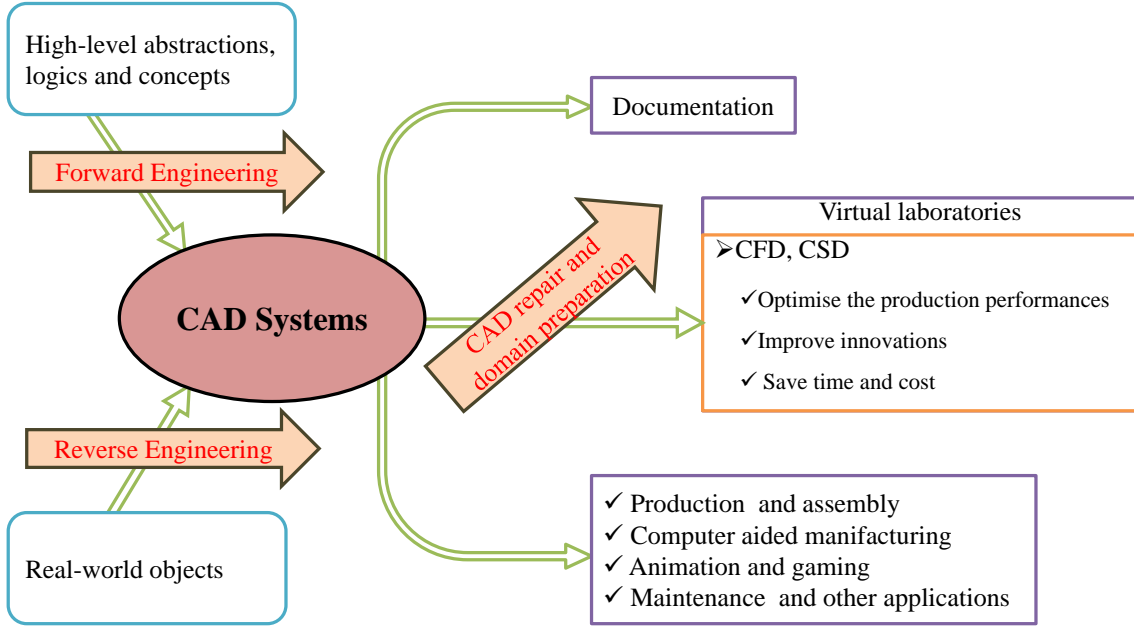 High-level abstractions,
logics and concepts
Forward Engineering
CAD Systems
Reverse Engineering
Real-world objects
Documentation
CAD repair and
domain preparation
Virtual laboratories
➢CFD, CSD
✓Optimise the production performances
✓Improve innovations
✓ Save time and cost
✓ Production and assembly
✓ Computer aided manifacturing
✓ Animation and gaming
✓ Maintenance and other applications